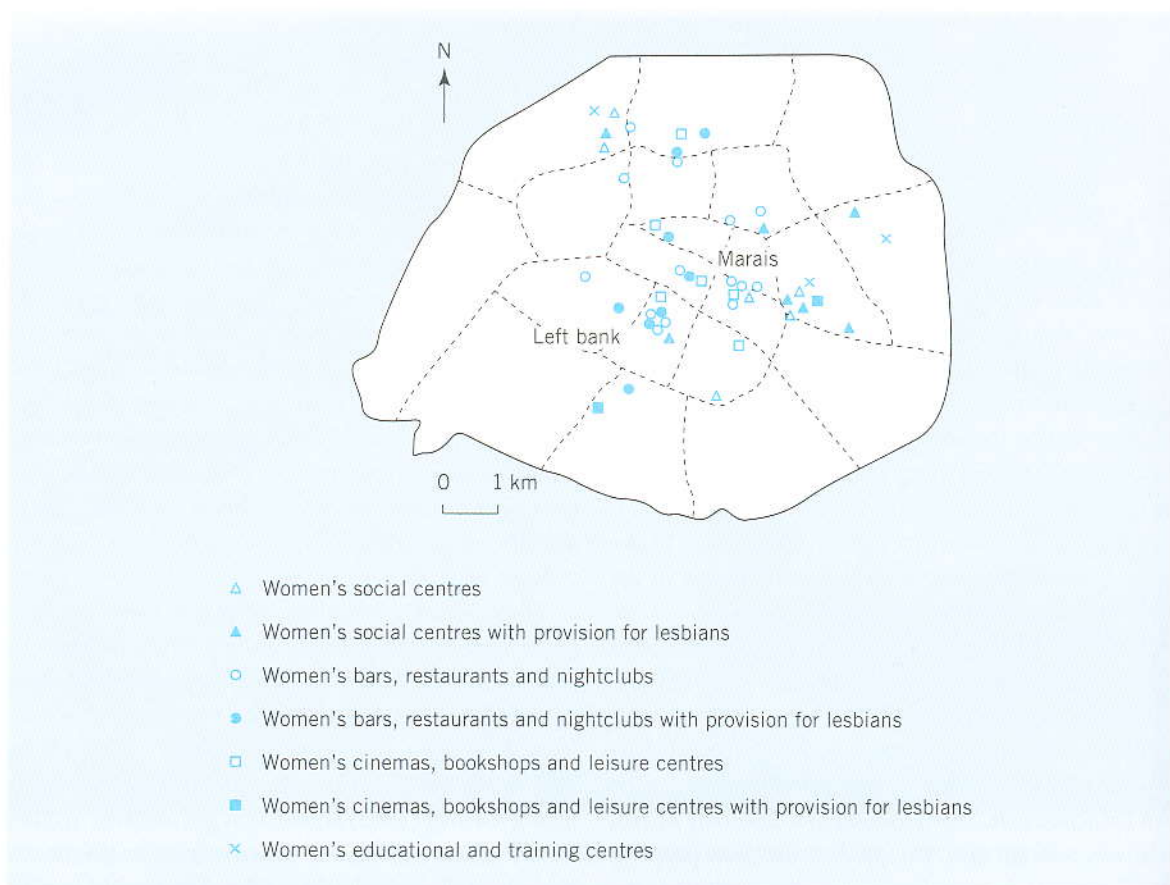 N
Marais
Left bank
0 1 km
Women's social centres
Women's social centres with provision for lesbians
Women's bars, restaurants and nightclubs
Women's bars, restaurants and nightclubs with provision for lesbians
Women's cinemas, bookshops and leisure centres
Women's cinemas, bookshops and leisure centres with provision for lesbians
Women's educational and training centres